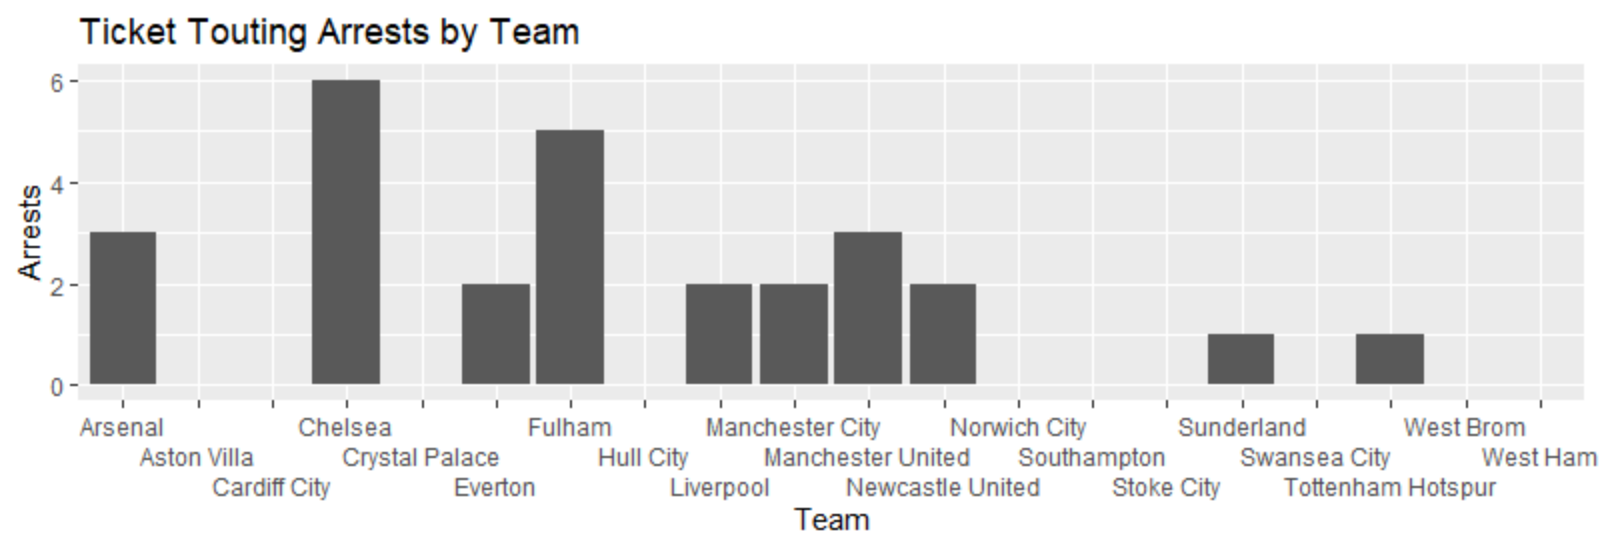 Ticket Touting Arrests by Team
6
4
2
0
Arrests
Arsenal Chelsea Fulham Manchester City Norwich City Sunderland West Brom
Aston Villa Crystal Palace Hull City Manchester United Southampton Swansea City West Ham
Cardiff City Everton Liverpool Newcastle United Stoke City Tottenham Hotspur
Team